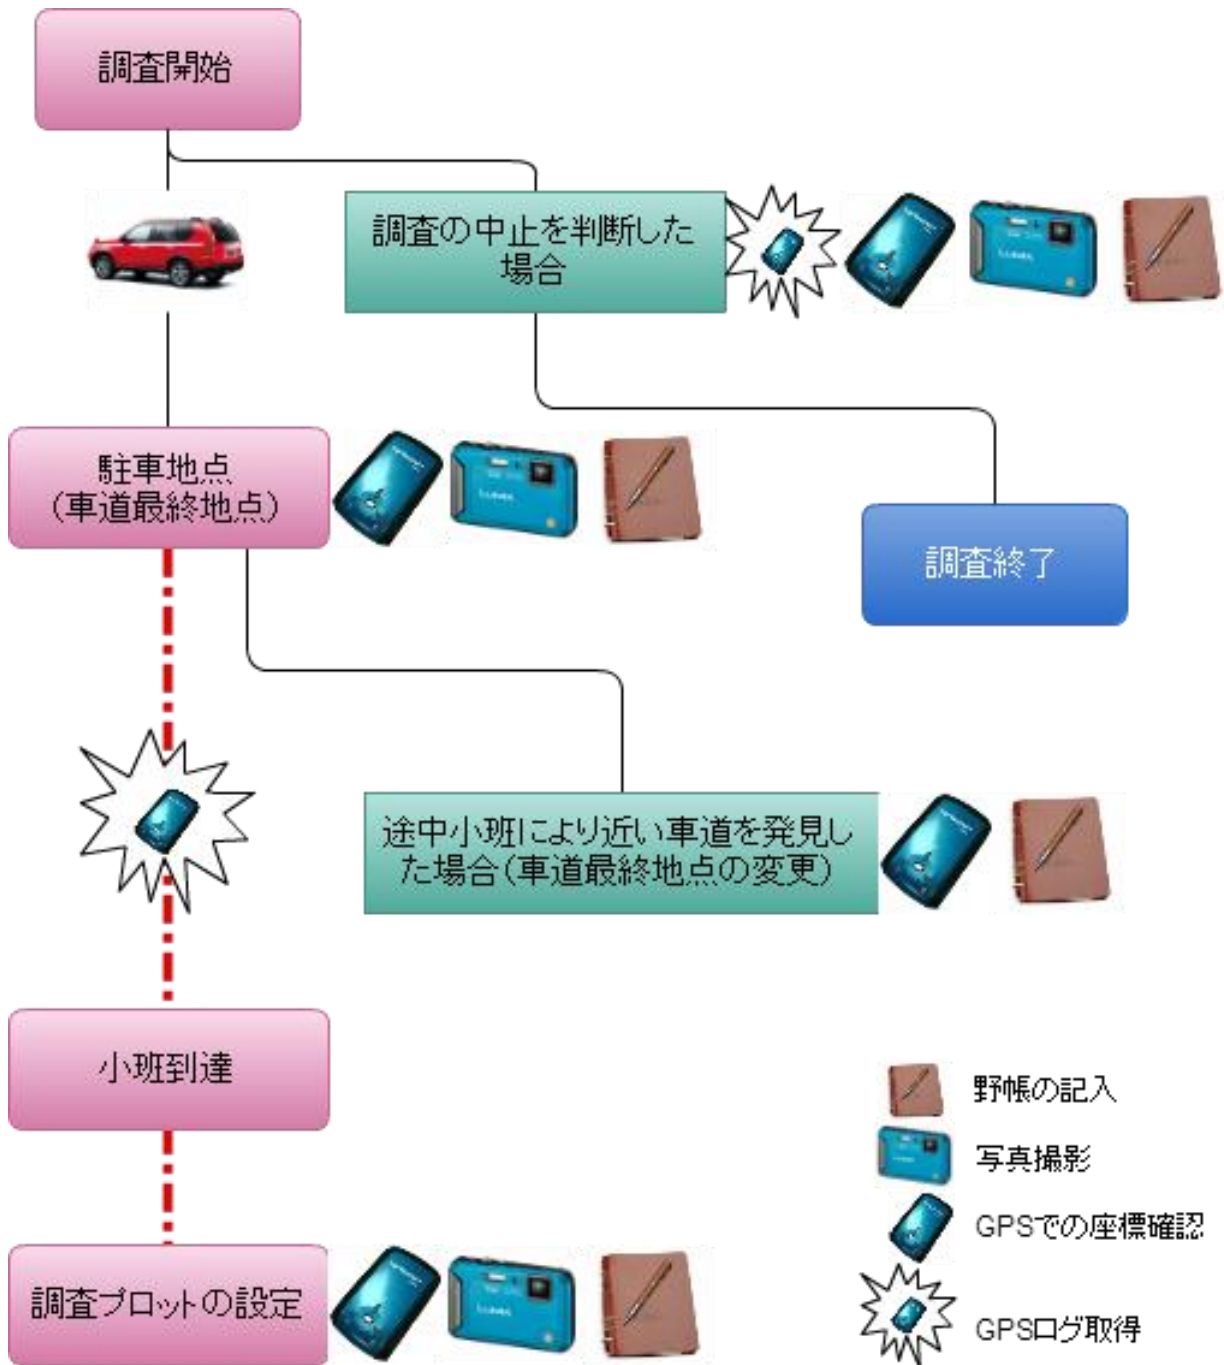 調査開始
調査の中止を判断した
場合
駐車地点
(車道最終地点)
調査終了
途中小班により近い車道を発見し
た場合(車道最終地点の変更)
小班到達
野帳の記入
写真撮影
GPSでの座標確認
調査プロットの設定
GPSログ取得